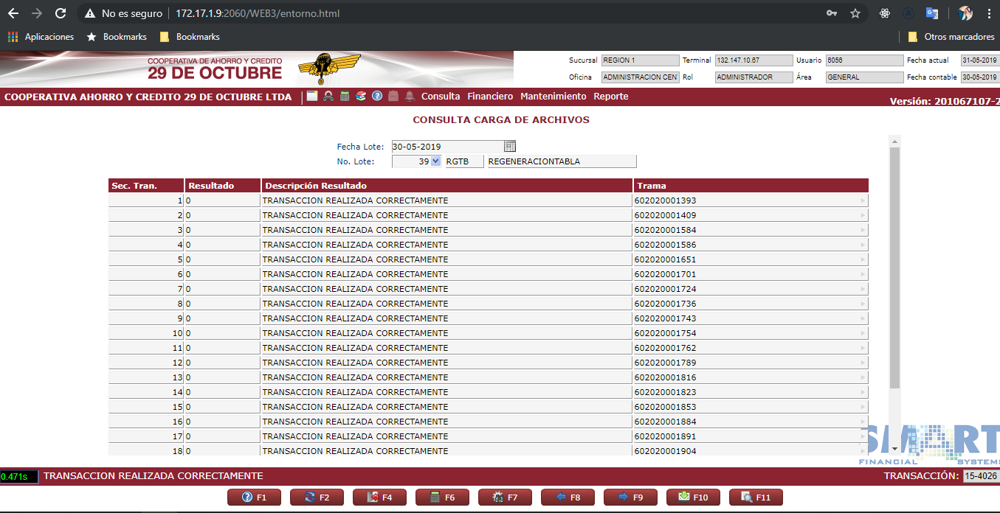 No es seguro 172.17.1.9:2060/WEB3/entorno.html
Aplicaciones Bookmarks Bookmarks Otros marcadores
COOPERATIVA DE AHORRO Y CREDITO
29 DE OCTUBRE
Sucursal REGION 1 Terminal 132.147.10.67 Usuario 6056 Fecha actual 31-05-2019
Oficina ADMINISTRACION CEN Rol ADMINISTRADOR Área GENERAL Fecha contable 30-05-2019
COOPERATIVA AHORRO Y CREDITO 29 DE OCTUBRE LTDA Consulta Financiero Mantenimiento Reporte Versión: 201067107-2
CONSULTA CARGA DE ARCHIVOS
Fecha Lote: 30-05-2019
No. Lote: 39 RGTB REGENERACIONTABLA
Sec. Tran. Resultado Descripción Resultado Trama
1 0 TRANSACCION REALIZADA CORRECTAMENTE 602020001393
2 0 TRANSACCION REALIZADA CORRECTAMENTE 602020001409
3 0 TRANSACCION REALIZADA CORRECTAMENTE 602020001584
4 0 TRANSACCION REALIZADA CORRECTAMENTE 602020001586
5 0 TRANSACCION REALIZADA CORRECTAMENTE 602020001651
6 0 TRANSACCION REALIZADA CORRECTAMENTE 602020001701
7 0 TRANSACCION REALIZADA CORRECTAMENTE 602020001724
8 0 TRANSACCION REALIZADA CORRECTAMENTE 602020001736
9 0 TRANSACCION REALIZADA CORRECTAMENTE 602020001743
10 0 TRANSACCION REALIZADA CORRECTAMENTE 602020001754
11 0 TRANSACCION REALIZADA CORRECTAMENTE 602020001762
12 0 TRANSACCION REALIZADA CORRECTAMENTE 602020001789
13 0 TRANSACCION REALIZADA CORRECTAMENTE 602020001816
14 0 TRANSACCION REALIZADA CORRECTAMENTE 602020001823
15 0 TRANSACCION REALIZADA CORRECTAMENTE 602020001853
16 0 TRANSACCION REALIZADA CORRECTAMENTE 602020001884
17 0 TRANSACCION REALIZADA CORRECTAMENTE 602020001891
18 0 TRANSACCION REALIZADA CORRECTAMENTE 602020001904
SMART
FINANCIAL SYSTEMS
0.471s TRANSACCION REALIZADA CORRECTAMENTE TRANSACCIÓN: 15-4026
F1 F2 F4 F6 F7 F8 F9 F10 F11